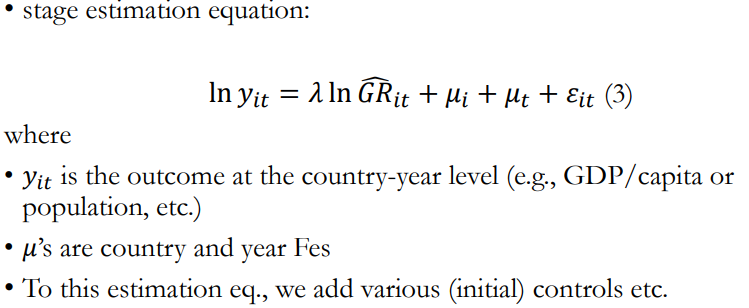 • stage estimation equation:
ln y_it = λ ln \widehat{GR}_it + μ_i + μ_t + ε_it (3)
where
• y_it is the outcome at the country-year level (e.g., GDP/capita or
population, etc.)
• μ’s are country and year Fes
• To this estimation eq., we add various (initial) controls etc.